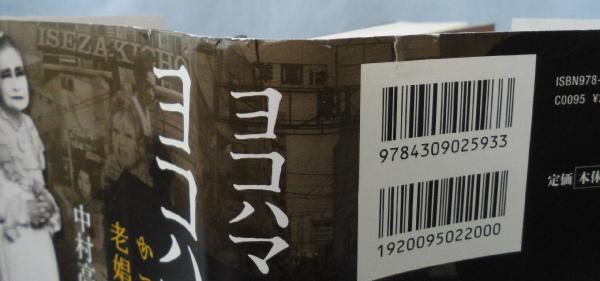 ISEZAKICHO
ヨコハマ
ヨコハ
老娼
中村高
9784309025933
1920095022000
ISBN978-
C0095 ¥
定価 本体